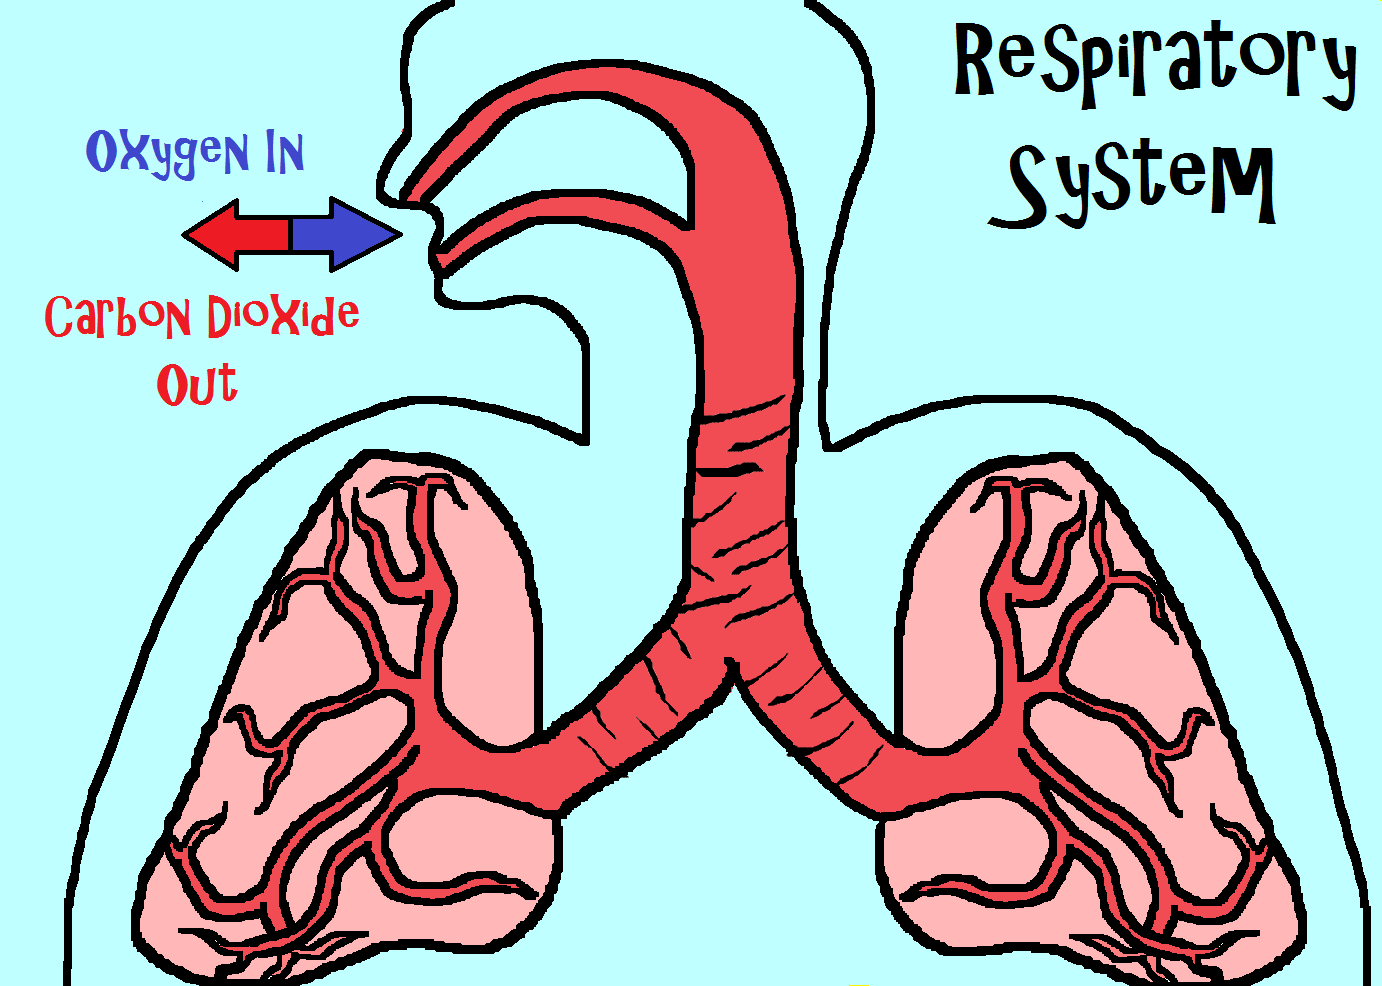 Respiratory
System
Oxygen In
Carbon Dioxide
Out